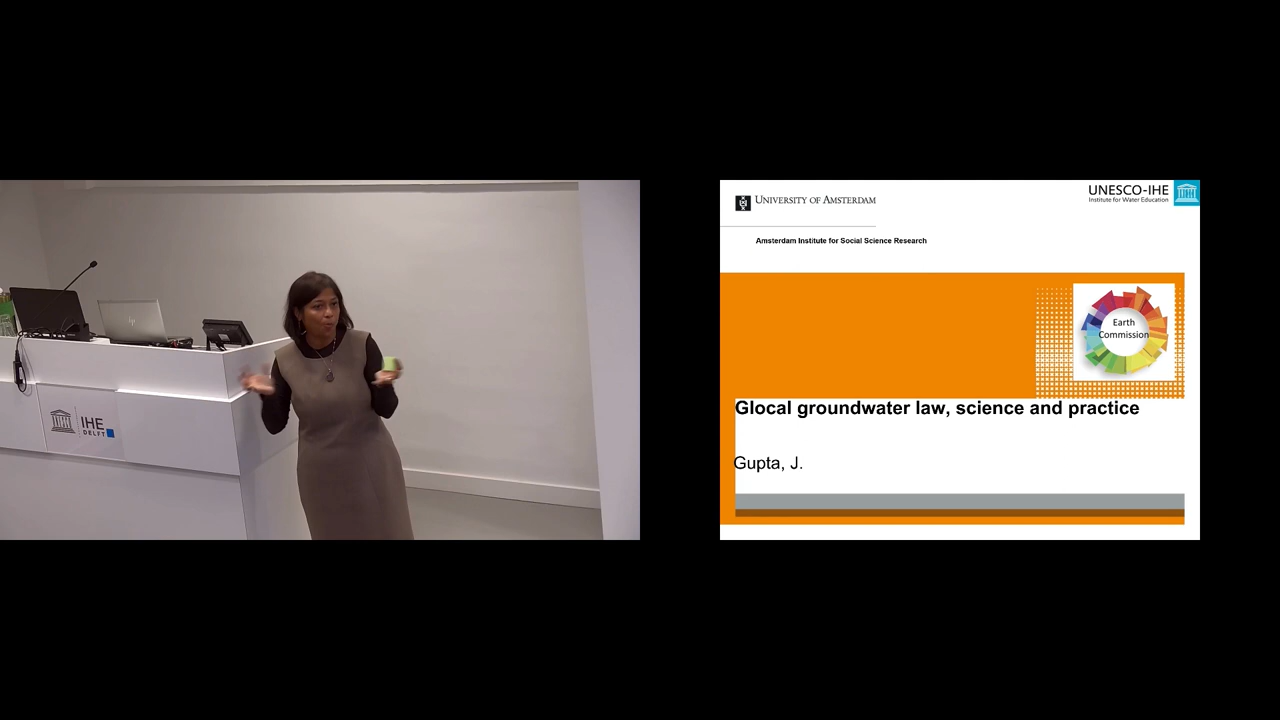 IHE
DELFT
hp
UNIVERSITY OF AMSTERDAM
UNESCO-IHE
Institute for Water Education
Amsterdam Institute for Social Science Research
Earth
Commission
Glocal groundwater law, science and practice
Gupta, J.